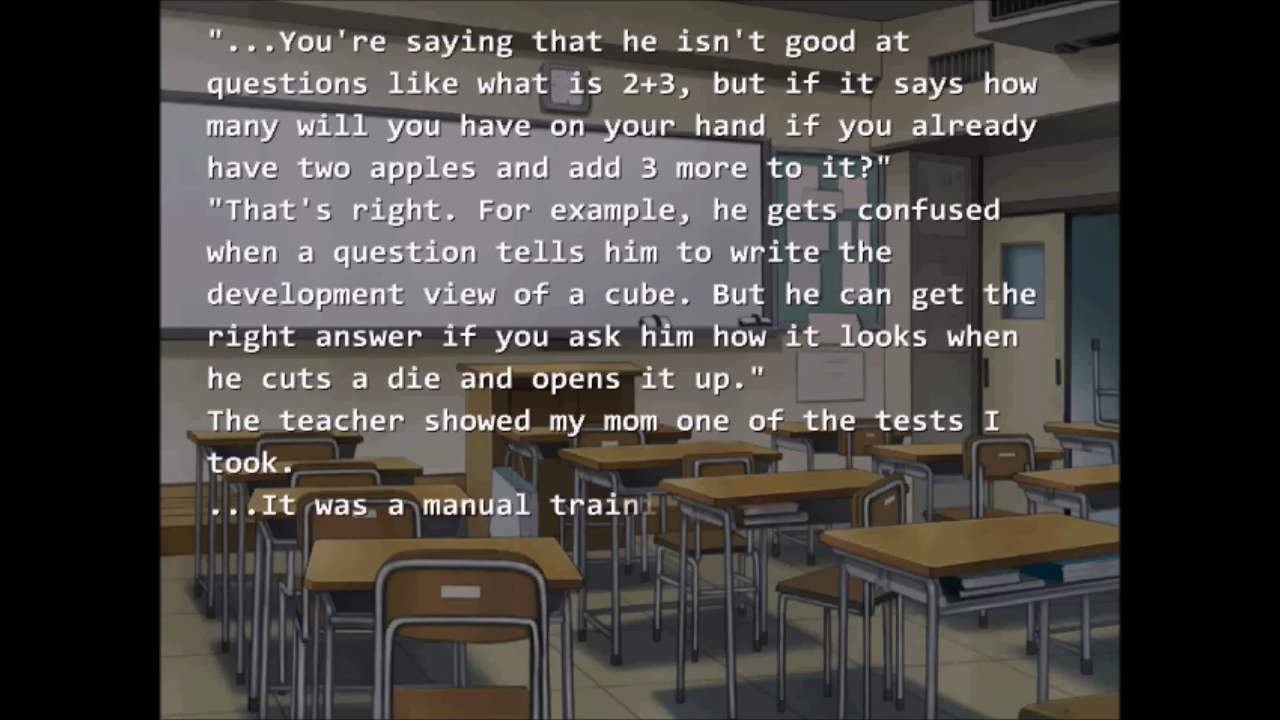 "...You're saying that he isn't good at
questions like what is 2+3, but if it says how
many will you have on your hand if you already
have two apples and add 3 more to it?"
"That's right. For example, he gets confused
when a question tells him to write the
development view of a cube. But he can get the
right answer if you ask him how it looks when
he cuts a die and opens it up."
The teacher showed my mom one of the tests I
took.
...It was a manual traini